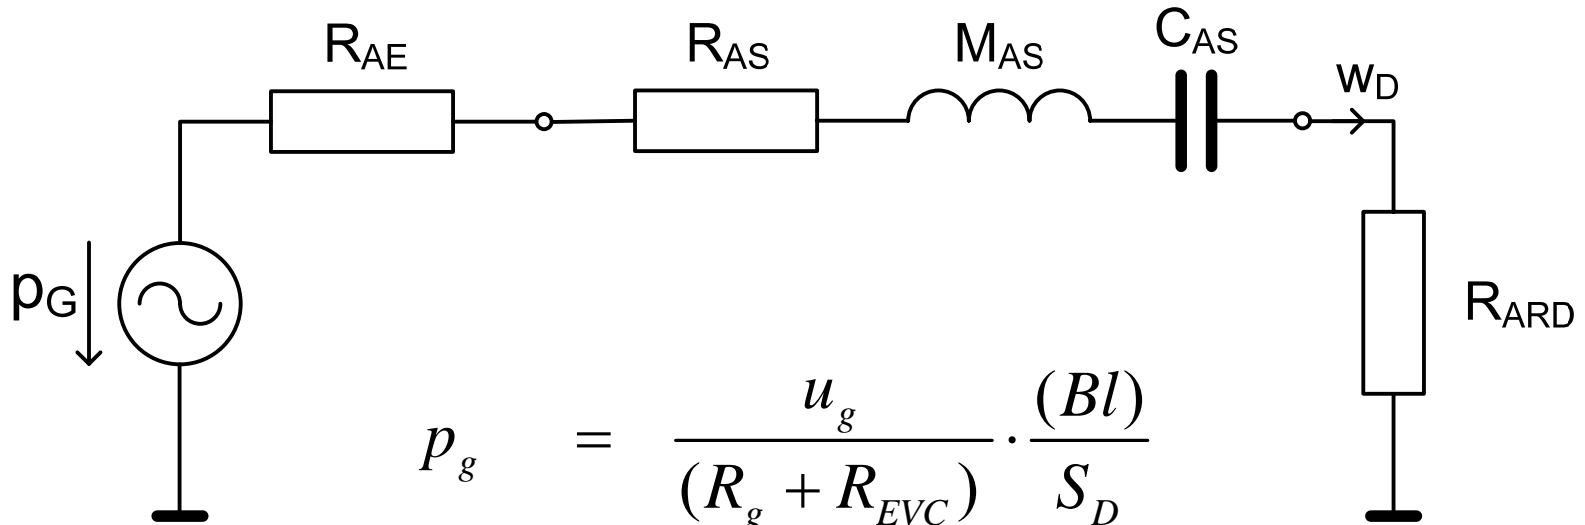 R_AE
R_AS
M_AS
C_AS
w_D
p_G
R_ARD
p_g = u_g / (R_g + R_EVC) · (Bl) / S_D